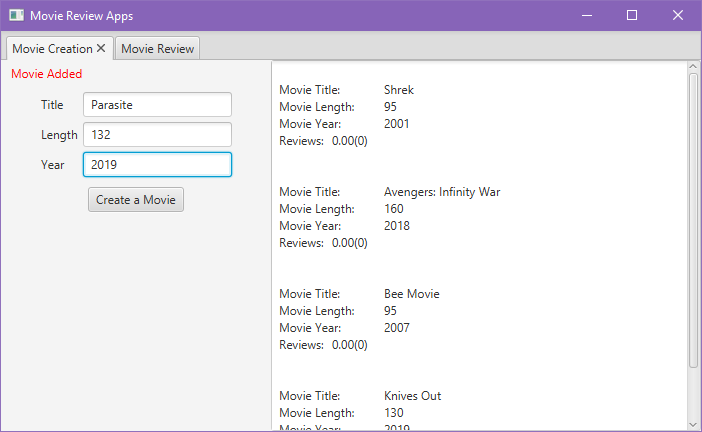 Movie Review Apps
Movie Creation Movie Review
Movie Added
Title Parasite
Length 132
Year 2019
Create a Movie
Movie Title: Shrek
Movie Length: 95
Movie Year: 2001
Reviews: 0.00(0)
Movie Title: Avengers: Infinity War
Movie Length: 160
Movie Year: 2018
Reviews: 0.00(0)
Movie Title: Bee Movie
Movie Length: 95
Movie Year: 2007
Reviews: 0.00(0)
Movie Title: Knives Out
Movie Length: 130
Movie Year: 2019